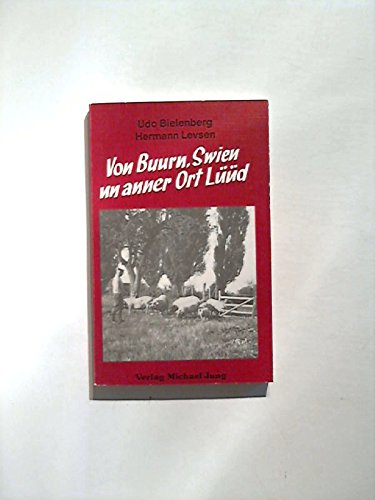 Udo Bielenberg
Hermann Levsen
Von Buurn, Swien
un anner Ort Lüüd
Verlag Michael Jung